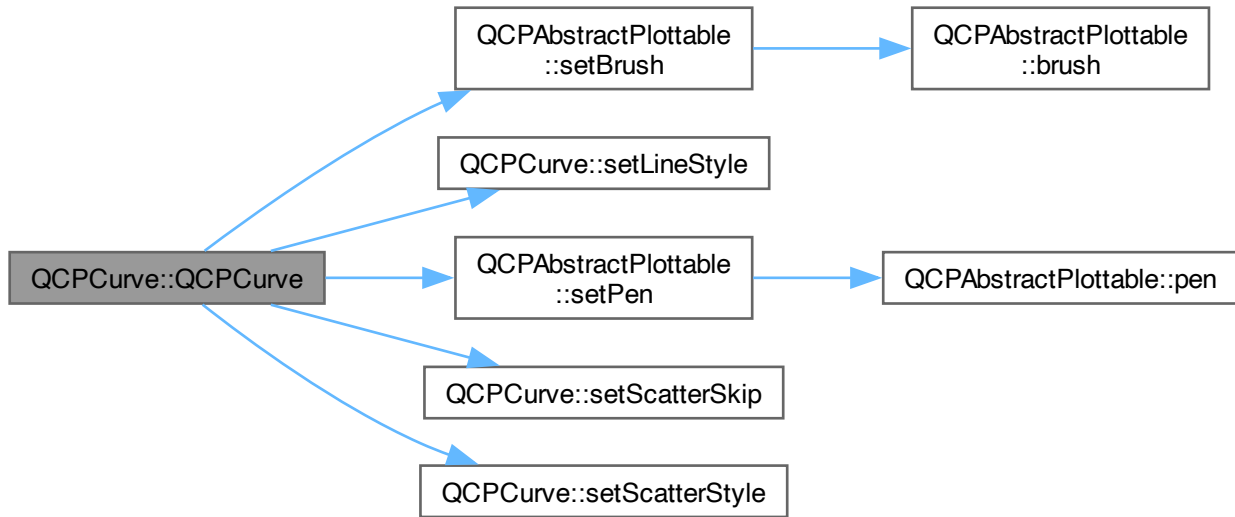 QCPAbstractPlottable
::setBrush
QCPAbstractPlottable
::brush
QCPCurve::setLineStyle
QCPCurve::QCPCurve
QCPAbstractPlottable
::setPen
QCPAbstractPlottable::pen
QCPCurve::setScatterSkip
QCPCurve::setScatterStyle